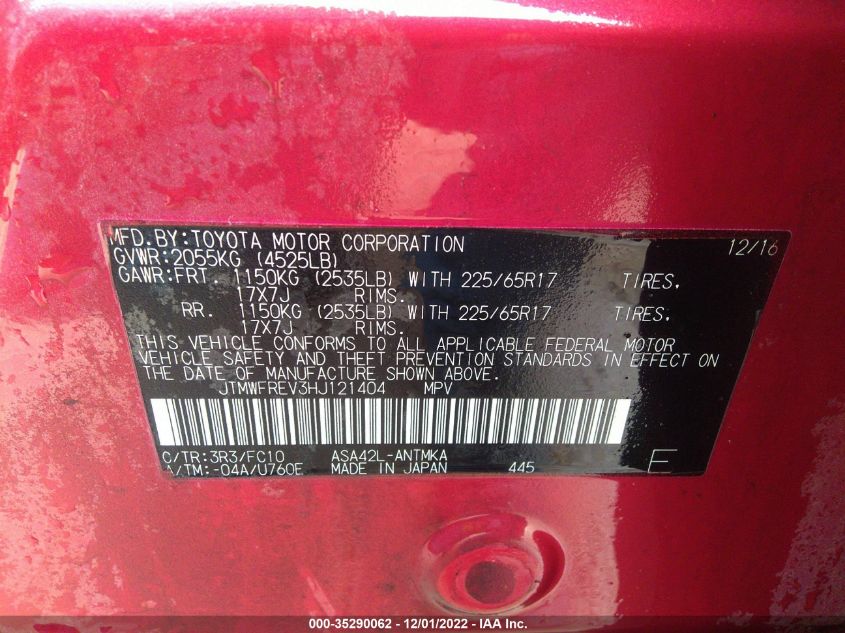 MFD. BY: TOYOTA MOTOR CORPORATION 12/16
GVWR: 2055KG (4525LB)
GAWR: FRT. 1150KG (2535LB) WITH 225/65R17 TIRES,
17X7J RIMS.
RR. 1150KG (2535LB) WITH 225/65R17 TIRES,
17X7J RIMS.
THIS VEHICLE CONFORMS TO ALL APPLICABLE FEDERAL MOTOR
VEHICLE SAFETY AND THEFT PREVENTION STANDARDS IN EFFECT ON
THE DATE OF MANUFACTURE SHOWN ABOVE.
JTMWFREV3HJ121404 MPV
C/TR: 3R3/FC10 ASA42L-ANTMKA
A/TM: -04A/U760E MADE IN JAPAN 445 E
000-35290062 - 12/01/2022 - IAA Inc.